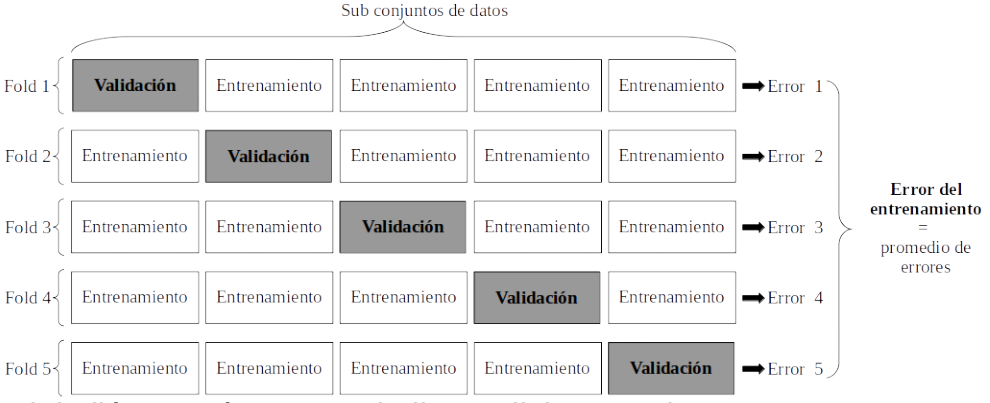 Sub conjuntos de datos
Fold 1 Validación Entrenamiento Entrenamiento Entrenamiento Entrenamiento Error 1
Fold 2 Entrenamiento Validación Entrenamiento Entrenamiento Entrenamiento Error 2
Fold 3 Entrenamiento Entrenamiento Validación Entrenamiento Entrenamiento Error 3
Fold 4 Entrenamiento Entrenamiento Entrenamiento Validación Entrenamiento Error 4
Fold 5 Entrenamiento Entrenamiento Entrenamiento Entrenamiento Validación Error 5
Error del
entrenamiento
=
promedio de
errores